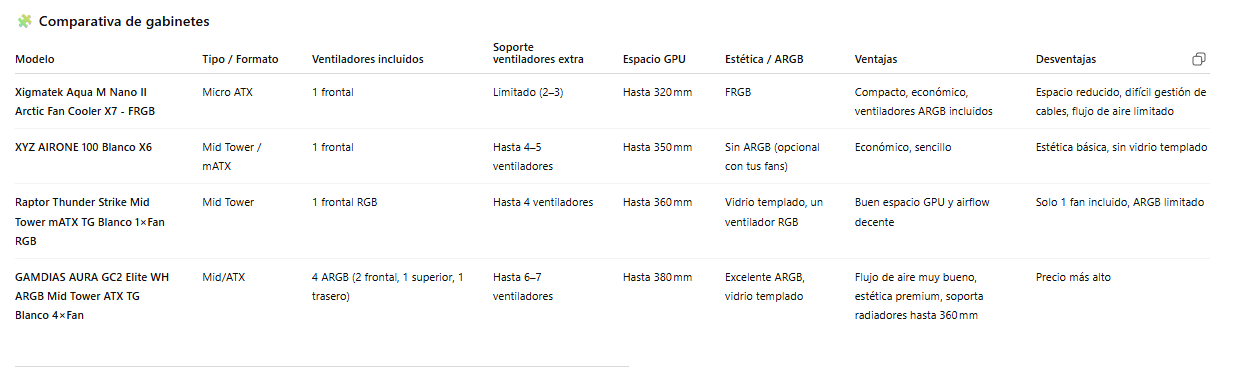 Comparativa de gabinetes
Soporte
Modelo Tipo / Formato Ventiladores incluidos ventiladores extra Espacio GPU Estética / ARGB Ventajas Desventajas
Xigmatek Aqua M Nano II Micro ATX 1 frontal Limitado (2–3) Hasta 320 mm FRGB Compacto, económico, Espacio reducido, difícil gestión de
Arctic Fan Cooler X7 - FRGB ventiladores ARGB incluidos cables, flujo de aire limitado
XYZ AIRONE 100 Blanco X6 Mid Tower / 1 frontal Hasta 4–5 Hasta 350 mm Sin ARGB (opcional Económico, sencillo Estética básica, sin vidrio templado
mATX ventiladores con tus fans)
Raptor Thunder Strike Mid Mid Tower 1 frontal RGB Hasta 4 ventiladores Hasta 360 mm Vidrio templado, un Buen espacio GPU y airflow Solo 1 fan incluido, ARGB limitado
Tower mATX TG Blanco 1×Fan ventilador RGB decente
RGB
GAMDIAS AURA GC2 Elite WH Mid/ATX 4 ARGB (2 frontal, 1 superior, 1 Hasta 6–7 Hasta 380 mm Excelente ARGB, Flujo de aire muy bueno, Precio más alto
ARGB Mid Tower ATX TG trasero) ventiladores vidrio templado estética premium, soporta
Blanco 4×Fan radiadores hasta 360 mm